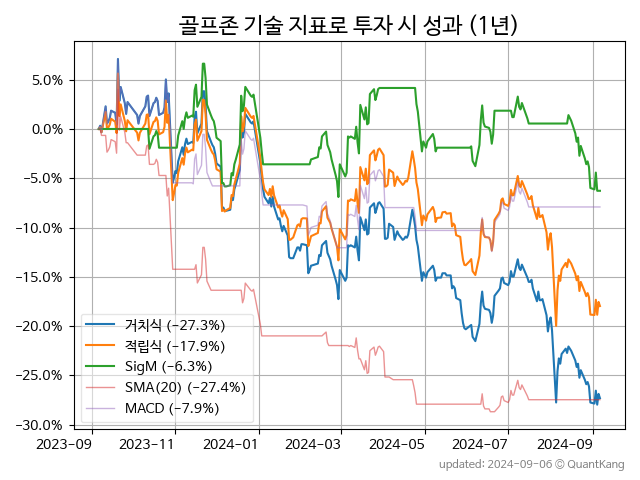 골프존 기술 지표로 투자 시 성과 (1년)
5.0%
0.0%
−5.0%
−10.0%
−15.0%
−20.0%
−25.0%
−30.0%
거치식 (−27.3%)
적립식 (−17.9%)
SigM (−6.3%)
SMA(20) (−27.4%)
MACD (−7.9%)
2023-09 2023-11 2024-01 2024-03 2024-05 2024-07 2024-09
updated: 2024-09-06 © QuantKang